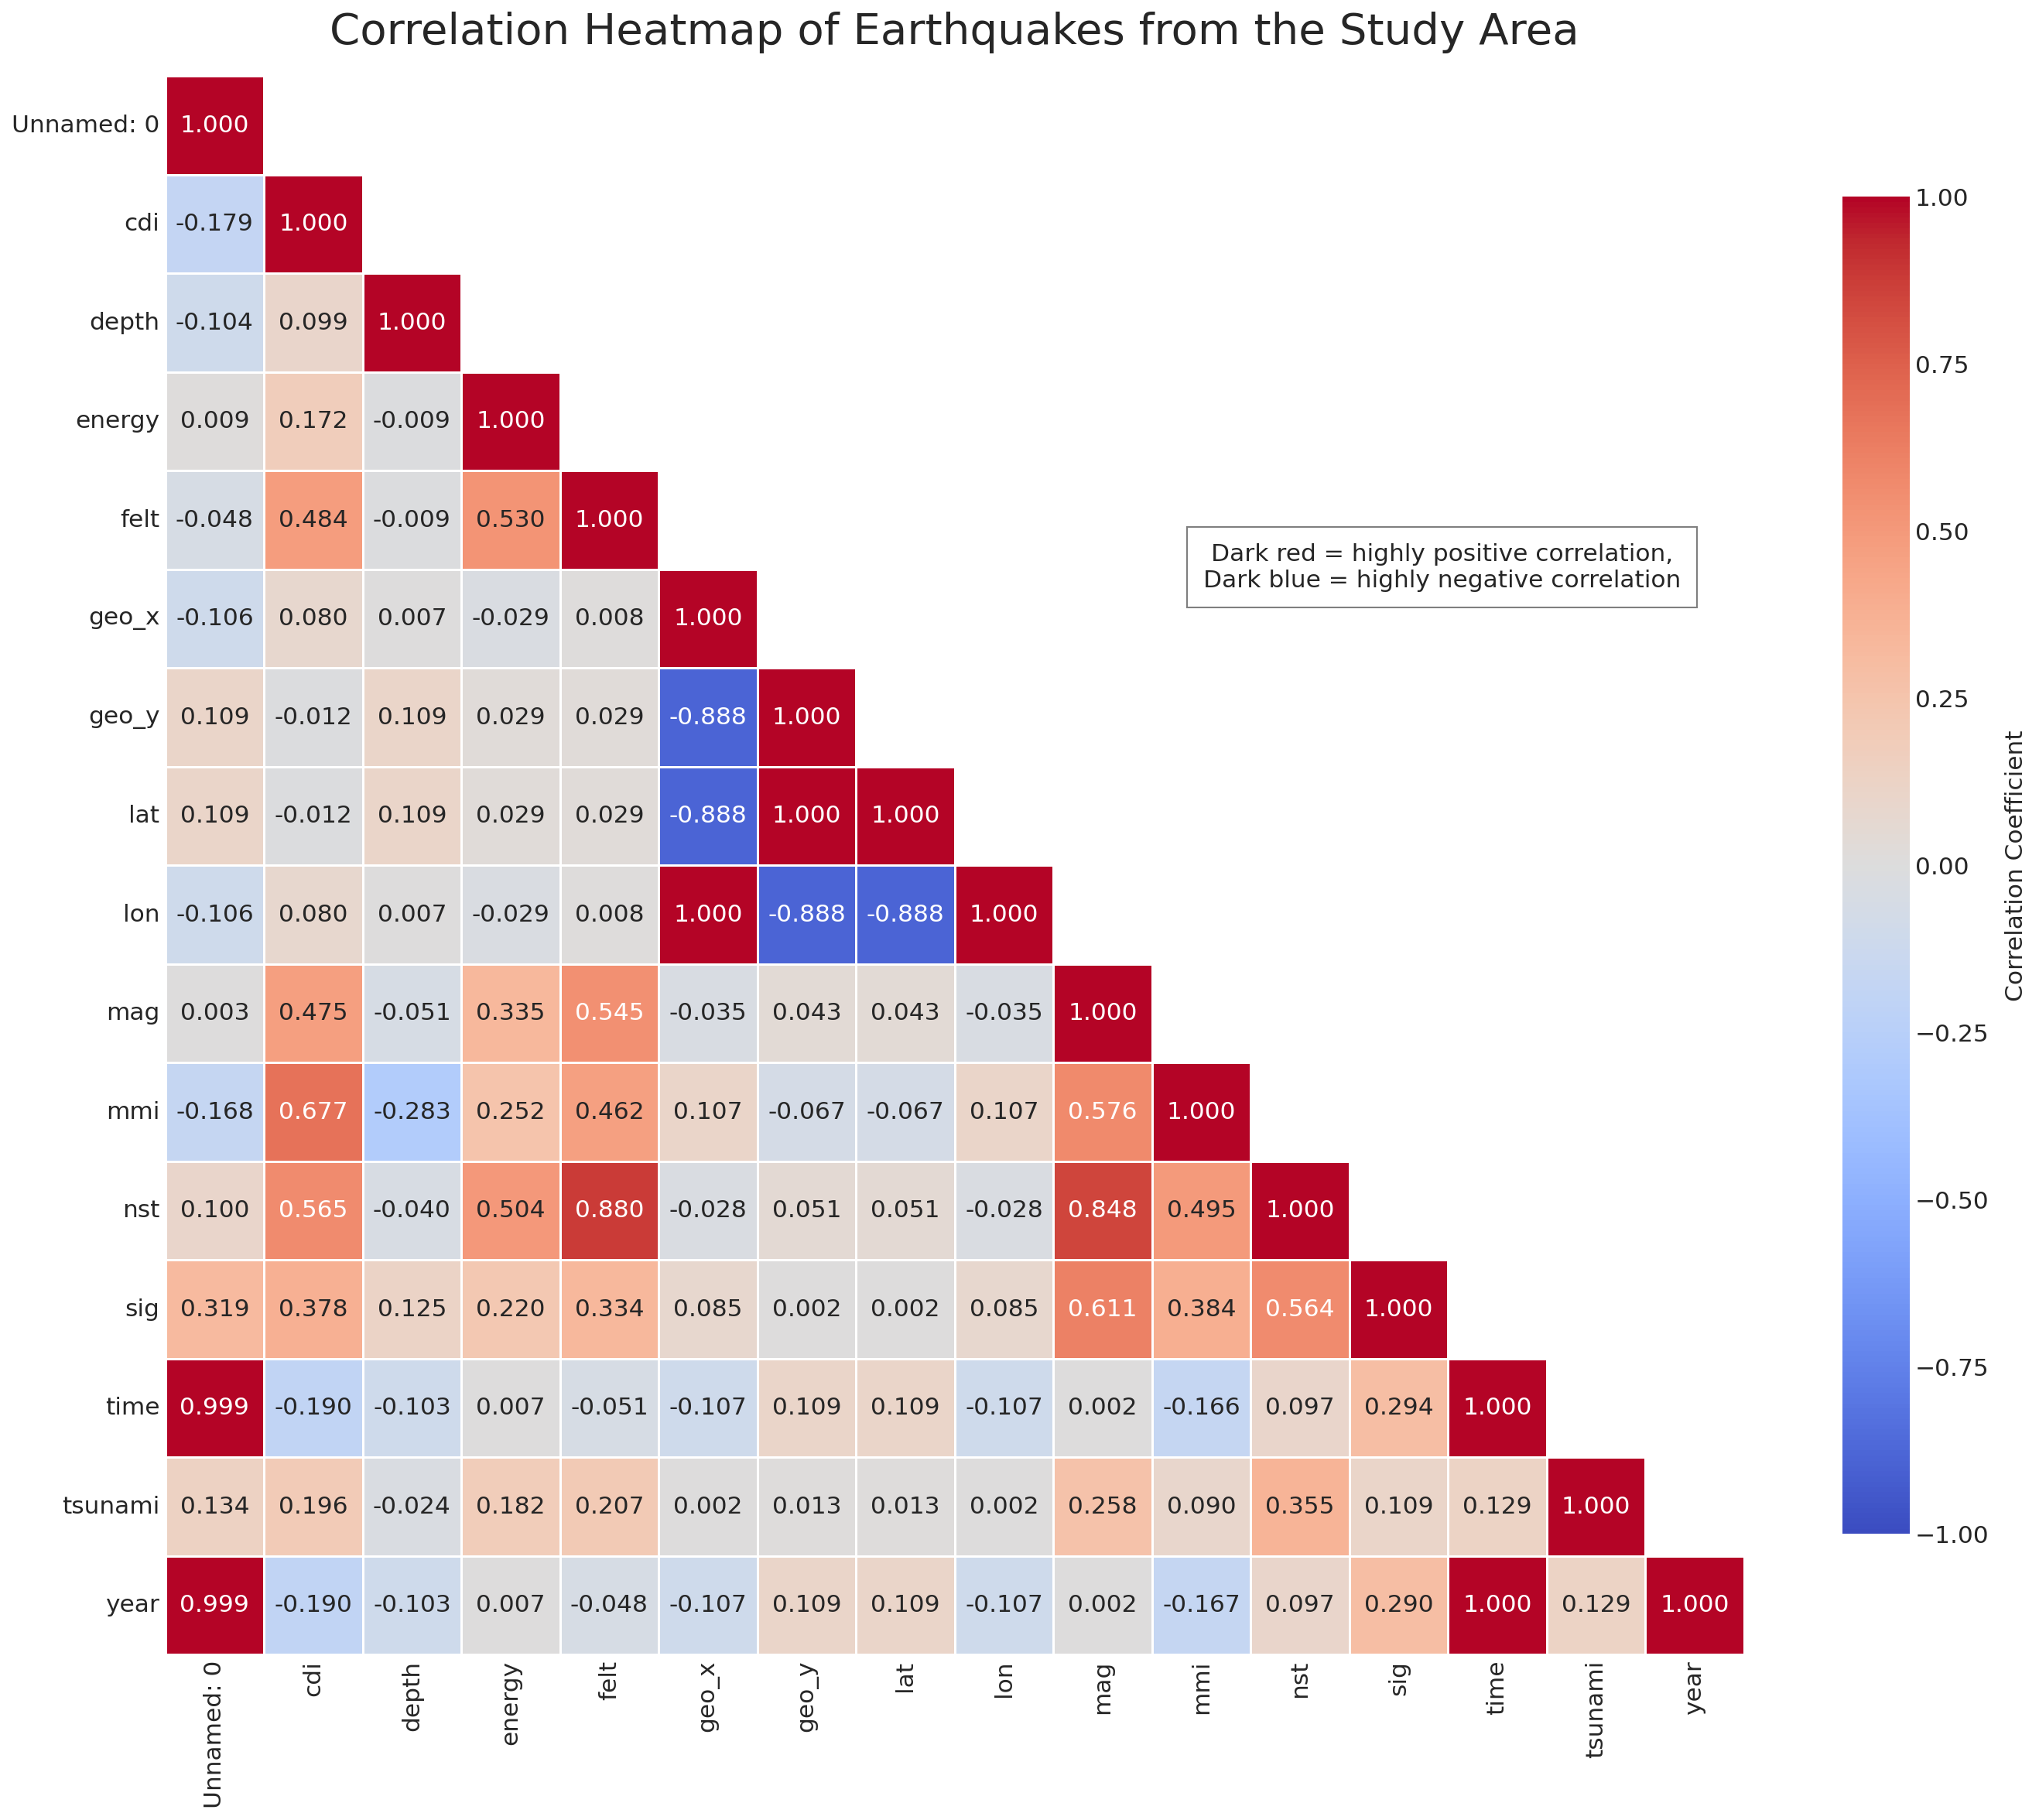 Correlation Heatmap of Earthquakes from the Study Area
Unnamed: 0 1.000
cdi -0.179 1.000
depth -0.104 0.099 1.000
energy 0.009 0.172 -0.009 1.000
felt -0.048 0.484 -0.009 0.530 1.000
geo_x -0.106 0.080 0.007 -0.029 0.008 1.000
geo_y 0.109 -0.012 0.109 0.029 0.029 -0.888 1.000
lat 0.109 -0.012 0.109 0.029 0.029 -0.888 1.000 1.000
lon -0.106 0.080 0.007 -0.029 0.008 1.000 -0.888 -0.888 1.000
mag 0.003 0.475 -0.051 0.335 0.545 -0.035 0.043 0.043 -0.035 1.000
mmi -0.168 0.677 -0.283 0.252 0.462 0.107 -0.067 -0.067 0.107 0.576 1.000
nst 0.100 0.565 -0.040 0.504 0.880 -0.028 0.051 0.051 -0.028 0.848 0.495 1.000
sig 0.319 0.378 0.125 0.220 0.334 0.085 0.002 0.002 0.085 0.611 0.384 0.564 1.000
time 0.999 -0.190 -0.103 0.007 -0.051 -0.107 0.109 0.109 -0.107 0.002 -0.166 0.097 0.294 1.000
tsunami 0.134 0.196 -0.024 0.182 0.207 0.002 0.013 0.013 0.002 0.258 0.090 0.355 0.109 0.129 1.000
year 0.999 -0.190 -0.103 0.007 -0.048 -0.107 0.109 0.109 -0.107 0.002 -0.167 0.097 0.290 1.000 0.129 1.000
Unnamed: 0 cdi depth energy felt geo_x geo_y lat lon mag mmi nst sig time tsunami year
Dark red = highly positive correlation,
Dark blue = highly negative correlation
1.00
0.75
0.50
0.25
0.00
−0.25
−0.50
−0.75
−1.00
Correlation Coefficient